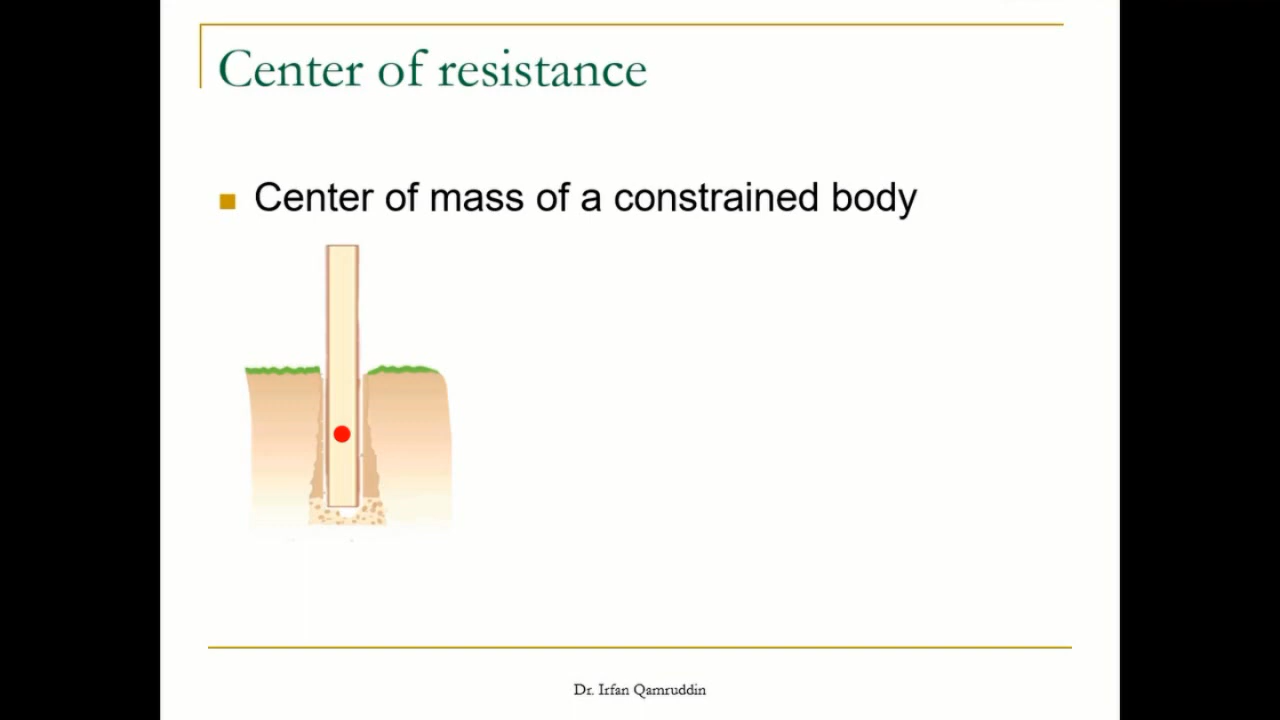 Center of resistance
Center of mass of a constrained body
Dr. Irfan Qamruddin